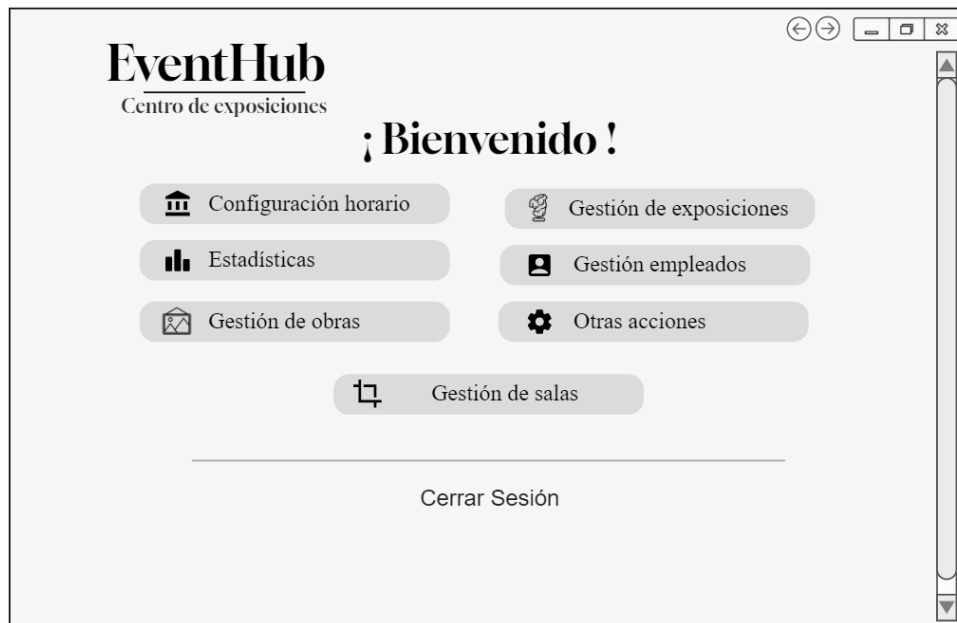 EventHub
Centro de exposiciones
¡ Bienvenido !
Configuración horario
Gestión de exposiciones
Estadísticas
Gestión empleados
Gestión de obras
Otras acciones
Gestión de salas
Cerrar Sesión